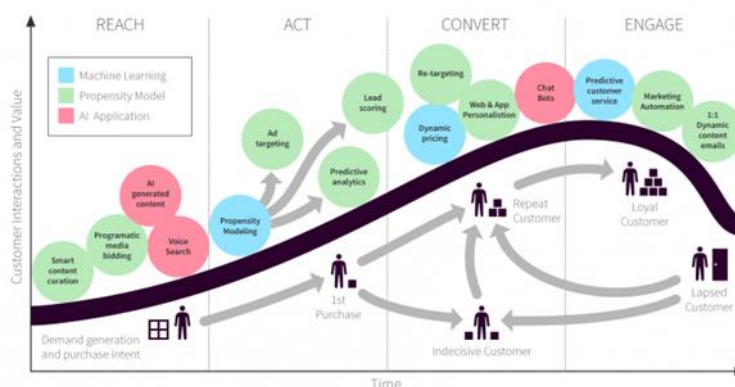 REACH
ACT
CONVERT
ENGAGE
Customer interactions and Value
Machine Learning
Propensity Model
AI Application
Smart
content
curation
Programatic
media
bidding
AI
generated
content
Voice
Search
Propensity
Modeling
Ad
targeting
Lead
scoring
Predictive
analytics
Re-targeting
Dynamic
pricing
Web & App
Personalistion
Chat
Bots
Predictive
customer
service
Marketing
Automation
1:1
Dynamic
content
emails
Demand generation
and purchase intent
1st
Purchase
Repeat
Customer
Indecisive Customer
Loyal
Customer
Lapsed
Customer
Time